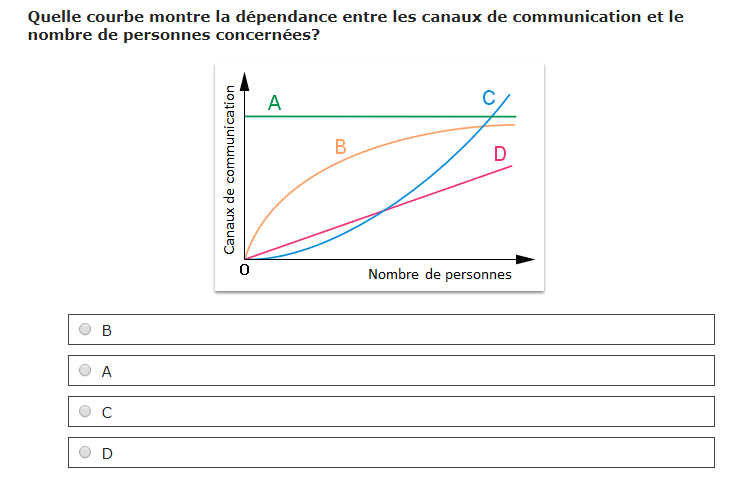 Quelle courbe montre la dépendance entre les canaux de communication et le
nombre de personnes concernées?
Canaux de communication
A
B
C
D
0
Nombre de personnes
B
A
C
D